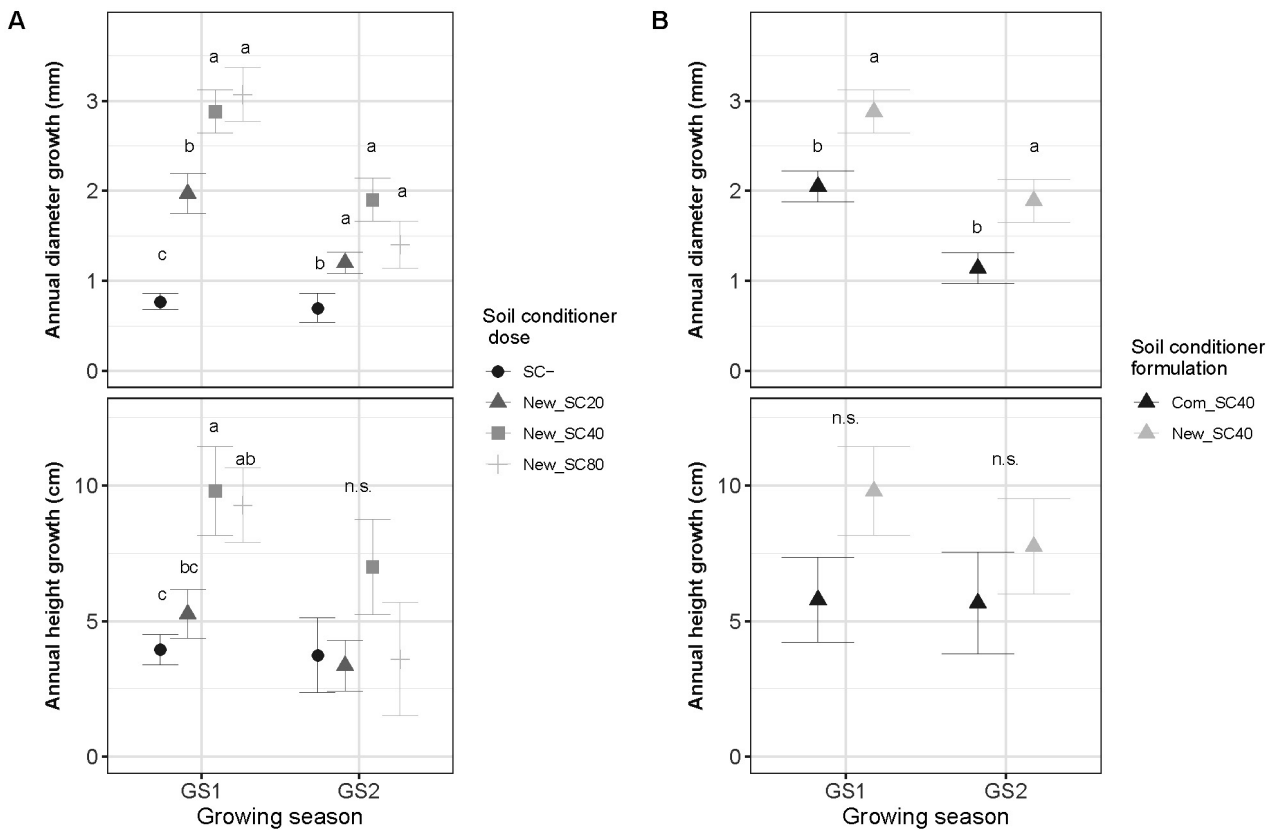 A
Annual diameter growth (mm)
3
2
1
0
c
b
a
a
b
a
a
a
Annual height growth (cm)
10
5
0
c
bc
a
ab
n.s.
GS1
GS2
Growing season
Soil conditioner
dose
SC−
New_SC20
New_SC40
New_SC80
B
Annual diameter growth (mm)
3
2
1
0
b
a
b
a
Annual height growth (cm)
10
5
0
n.s.
n.s.
GS1
GS2
Growing season
Soil conditioner
formulation
Com_SC40
New_SC40